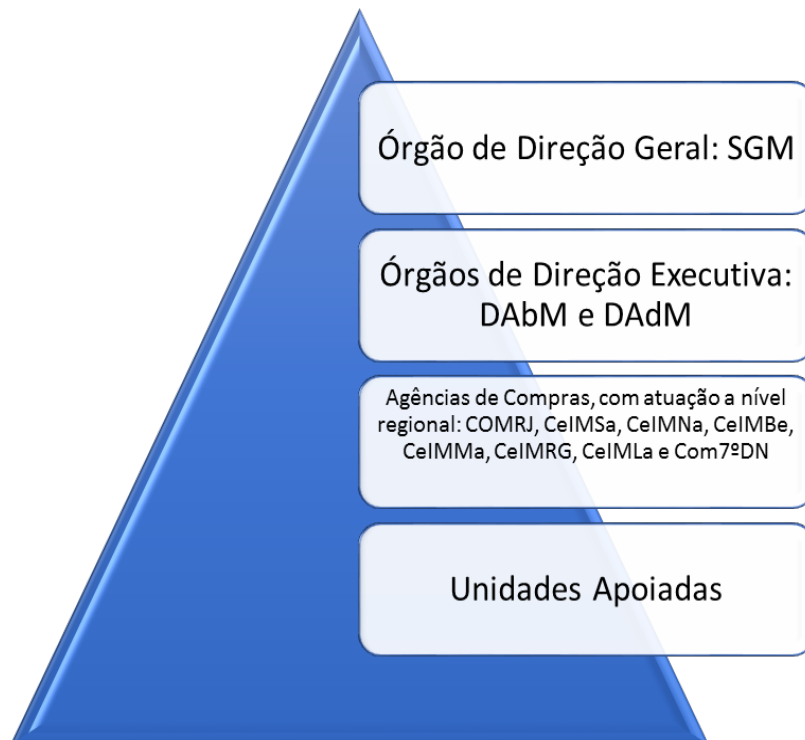 Órgão de Direção Geral: SGM
Órgãos de Direção Executiva:
DAbM e DAdM
Agências de Compras, com atuação a nível
regional: COMRJ, CeIMSa, CeIMNa, CeIMBe,
CeIMMa, CeIMRG, CeIMLa e Com7ºDN
Unidades Apoiadas